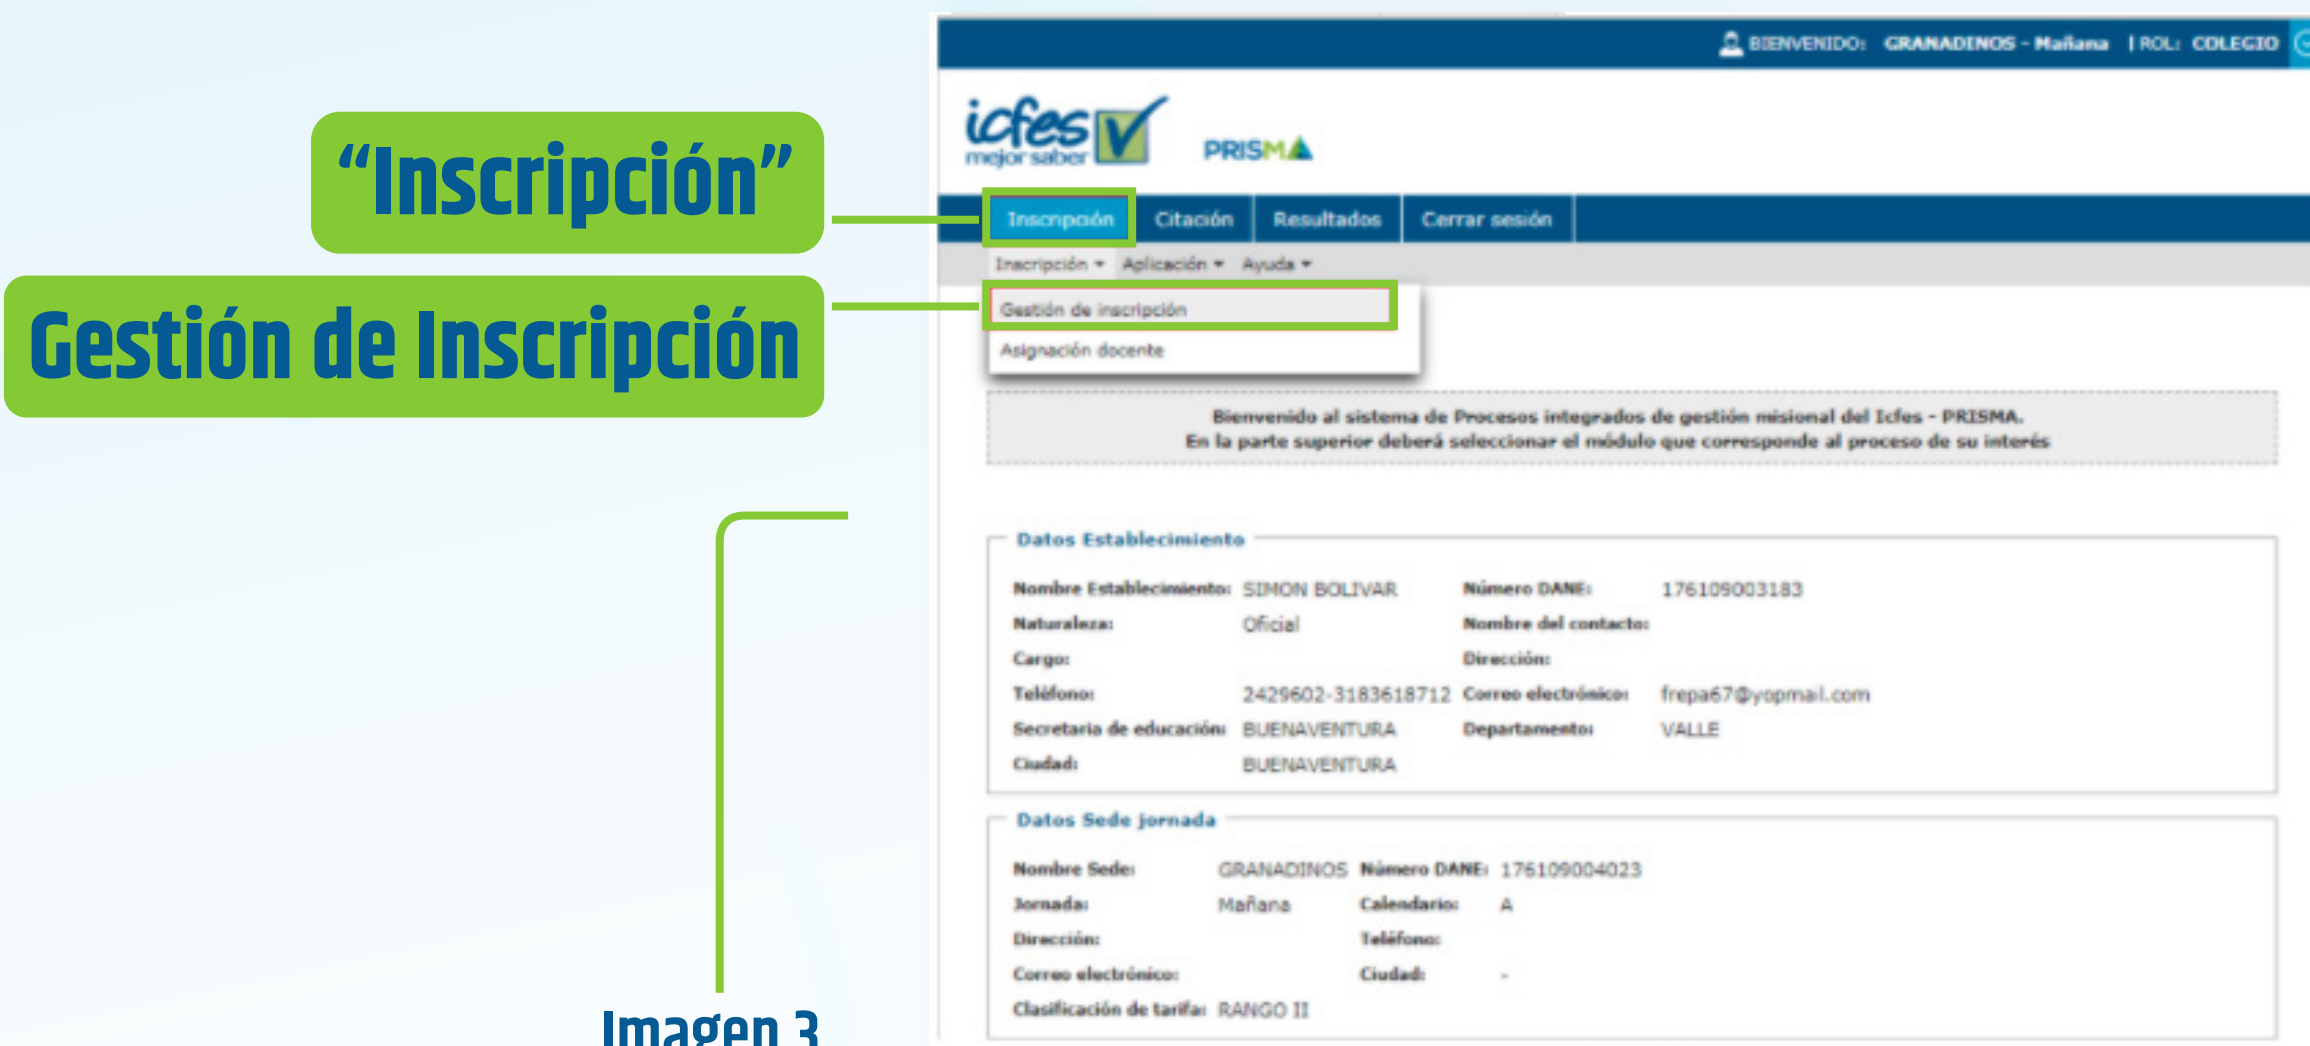 BIENVENIDO: GRANADINOS - Mañana | ROL: COLEGIO
icfes
mejor saber
PRISMA
“Inscripción”
Inscripción Citación Resultados Cerrar sesión
Inscripción Aplicación Ayuda
Gestión de Inscripción
Gestión de inscripción
Asignación docente
Bienvenido al sistema de Procesos integrados de gestión misional del Icfes - PRISMA.
En la parte superior deberá seleccionar el módulo que corresponde al proceso de su interés
Datos Establecimiento
Nombre Establecimiento: SIMON BOLIVAR Número DANE: 176109003183
Naturaleza: Oficial Nombre del contacto:
Cargo: Dirección:
Teléfono: 2429602-3183618712 Correo electrónico: frepa67@yopmail.com
Secretaria de educación: BUENAVENTURA Departamento: VALLE
Ciudad: BUENAVENTURA
Datos Sede jornada
Nombre Sede: GRANADINOS Número DANE: 176109004023
Jornada: Mañana Calendario: A
Dirección: Teléfono:
Correo electrónico: Ciudad: -
Clasificación de tarifa: RANGO II
Imagen 3